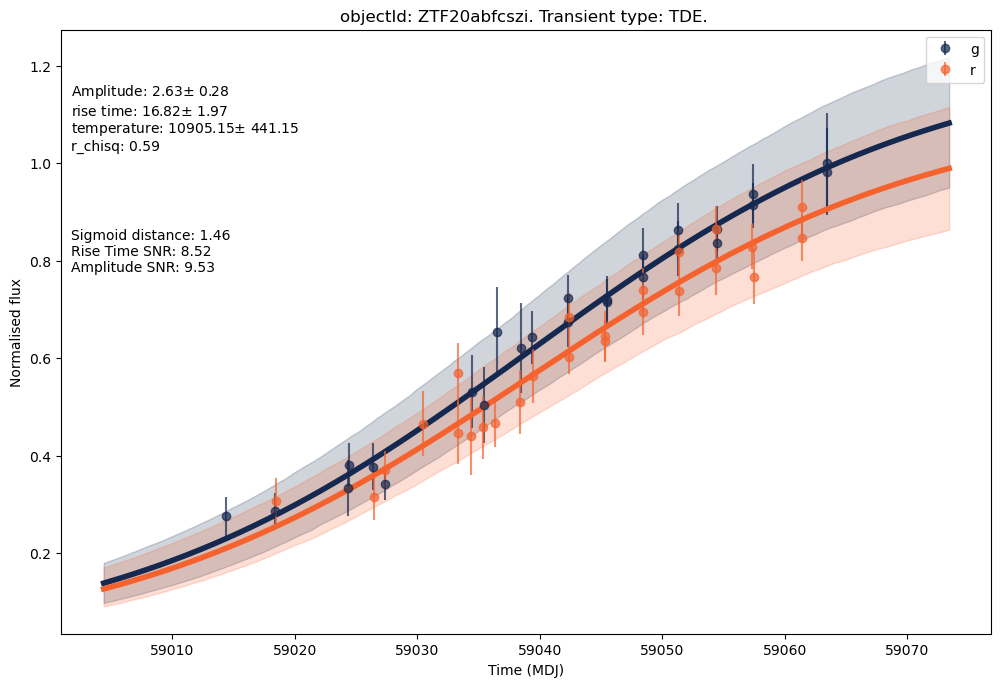 objectId: ZTF20abfcszi. Transient type: TDE.
g
r
Amplitude: 2.63± 0.28
rise time: 16.82± 1.97
temperature: 10905.15± 441.15
r_chisq: 0.59
Sigmoid distance: 1.46
Rise Time SNR: 8.52
Amplitude SNR: 9.53
Normalised flux
1.2
1.0
0.8
0.6
0.4
0.2
59010 59020 59030 59040 59050 59060 59070
Time (MDJ)